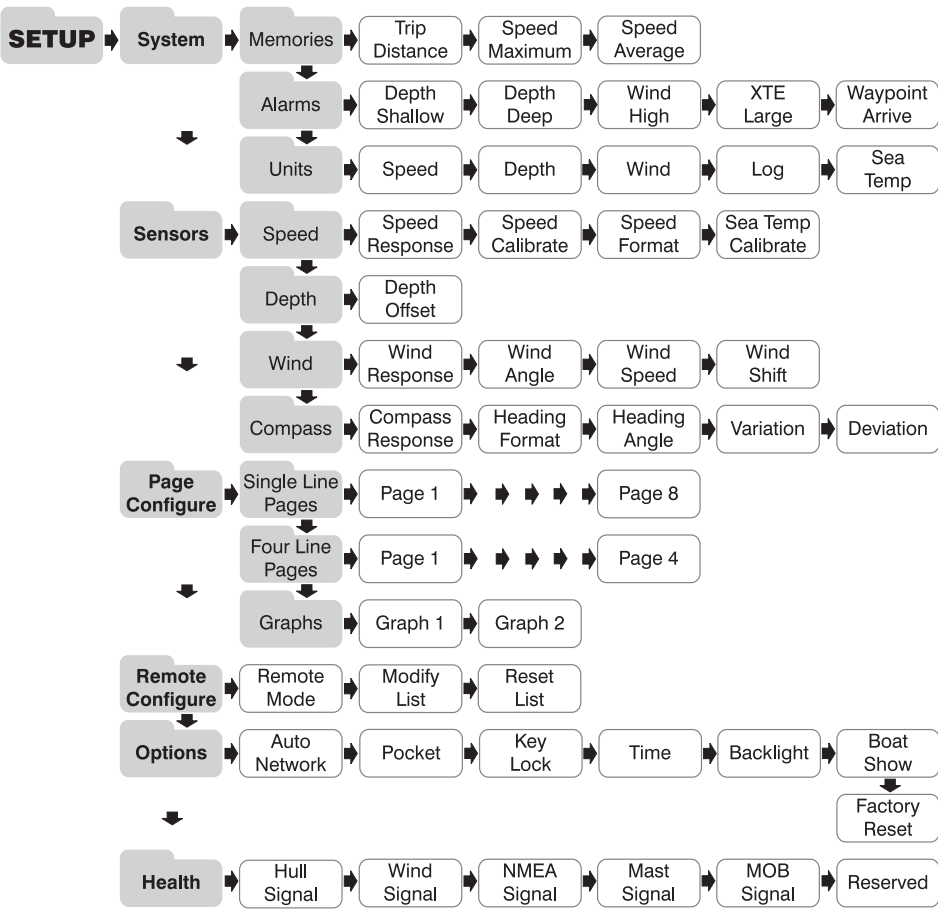 SETUP
System
Memories
Trip
Distance
Speed
Maximum
Speed
Average
Alarms
Depth
Shallow
Depth
Deep
Wind
High
XTE
Large
Waypoint
Arrive
Units
Speed
Depth
Wind
Log
Sea
Temp
Sensors
Speed
Speed
Response
Speed
Calibrate
Speed
Format
Sea Temp
Calibrate
Depth
Depth
Offset
Wind
Wind
Response
Wind
Angle
Wind
Speed
Wind
Shift
Compass
Compass
Response
Heading
Format
Heading
Angle
Variation
Deviation
Page
Configure
Single Line
Pages
Page 1
Page 8
Four Line
Pages
Page 1
Page 4
Graphs
Graph 1
Graph 2
Remote
Configure
Remote
Mode
Modify
List
Reset
List
Options
Auto
Network
Pocket
Key
Lock
Time
Backlight
Boat
Show
Factory
Reset
Health
Hull
Signal
Wind
Signal
NMEA
Signal
Mast
Signal
MOB
Signal
Reserved